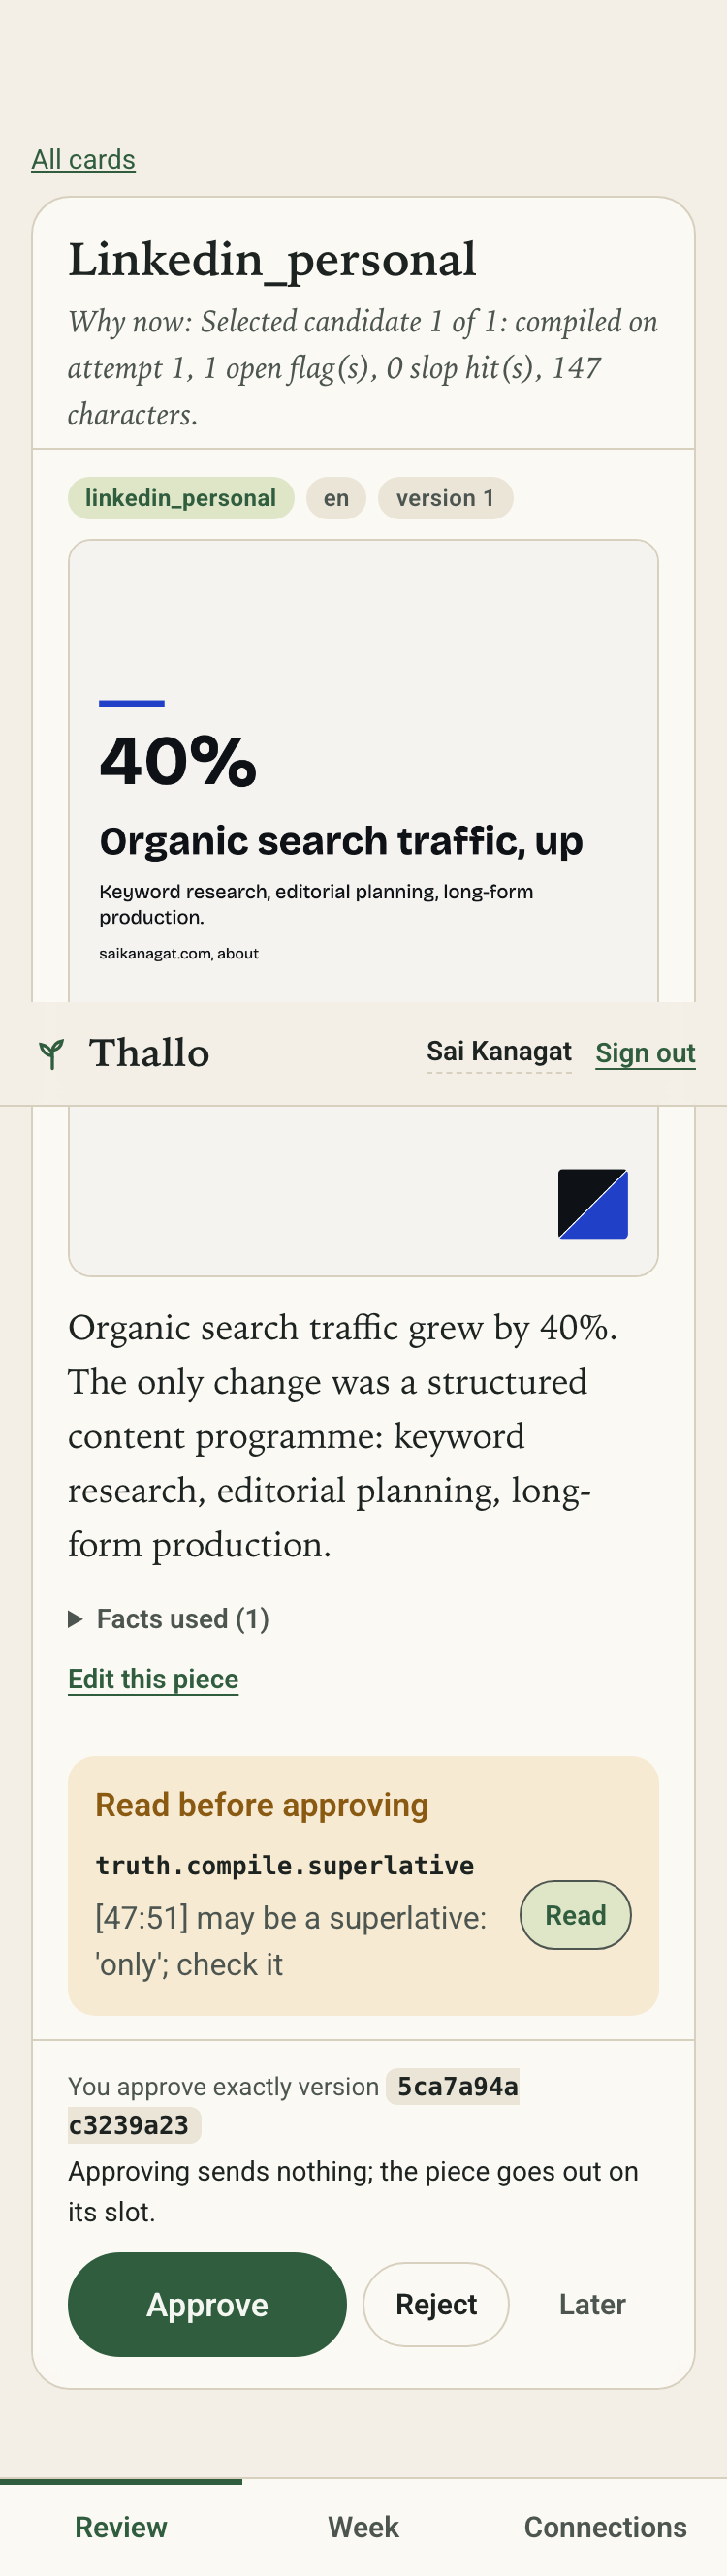 All cards
Linkedin_personal
Why now: Selected candidate 1 of 1: compiled on
attempt 1, 1 open flag(s), 0 slop hit(s), 147
characters.
linkedin_personal en version 1
40%
Organic search traffic, up
Keyword research, editorial planning, long-form
production.
saikanagat.com, about
Thallo Sai Kanagat Sign out
Organic search traffic grew by 40%.
The only change was a structured
content programme: keyword
research, editorial planning, long-
form production.
Facts used (1)
Edit this piece
Read before approving
truth.compile.superlative
[47:51] may be a superlative:
'only'; check it
Read
You approve exactly version 5ca7a94a
c3239a23
Approving sends nothing; the piece goes out on
its slot.
Approve Reject Later
Review Week Connections